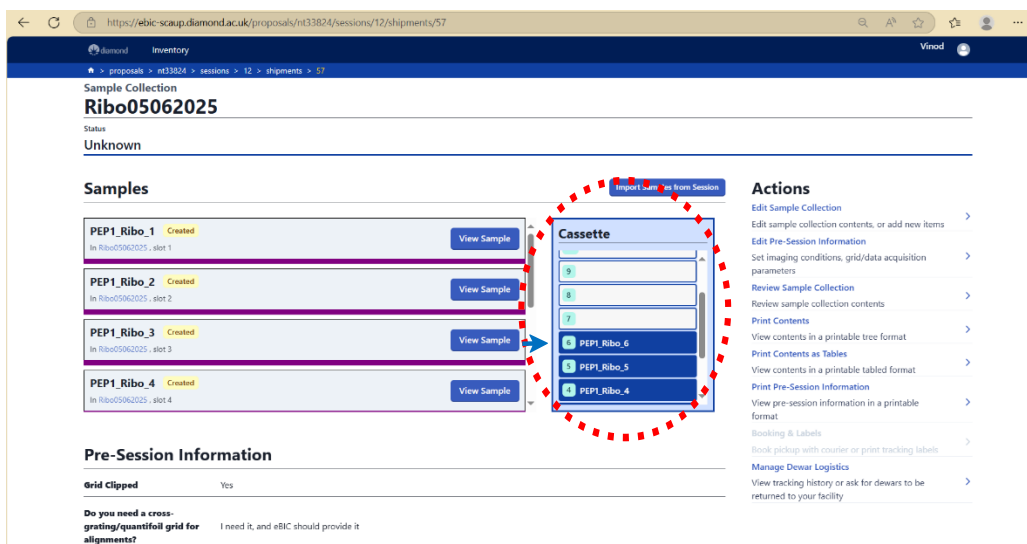 https://ebic-scaup.diamond.ac.uk/proposals/nt33824/sessions/12/shipments/57
diamond
Inventory
Vinod
> proposals > nt33824 > sessions > 12 > shipments > 57
Sample Collection
Ribo05062025
Status
Unknown
Samples
Import Samples from Session
PEP1_Ribo_1 Created
In Ribo05062025 , slot 1
View Sample
PEP1_Ribo_2 Created
In Ribo05062025 , slot 2
View Sample
PEP1_Ribo_3 Created
In Ribo05062025 , slot 3
View Sample
PEP1_Ribo_4 Created
In Ribo05062025 , slot 4
View Sample
Cassette
9
8
7
6 PEP1_Ribo_6
5 PEP1_Ribo_5
4 PEP1_Ribo_4
Actions
Edit Sample Collection
Edit sample collection contents, or add new items
Edit Pre-Session Information
Set imaging conditions, grid/data acquisition
parameters
Review Sample Collection
Review sample collection contents
Print Contents
View contents in a printable tree format
Print Contents as Tables
View contents in a printable tabled format
Print Pre-Session Information
View pre-session information in a printable
format
Booking & Labels
Book pickup with courier or print tracking labels
Manage Dewar Logistics
View tracking history or ask for dewars to be
returned to your facility
Pre-Session Information
Grid Clipped
Yes
Do you need a cross-
grating/quantifoil grid for
alignments?
I need it, and eBIC should provide it